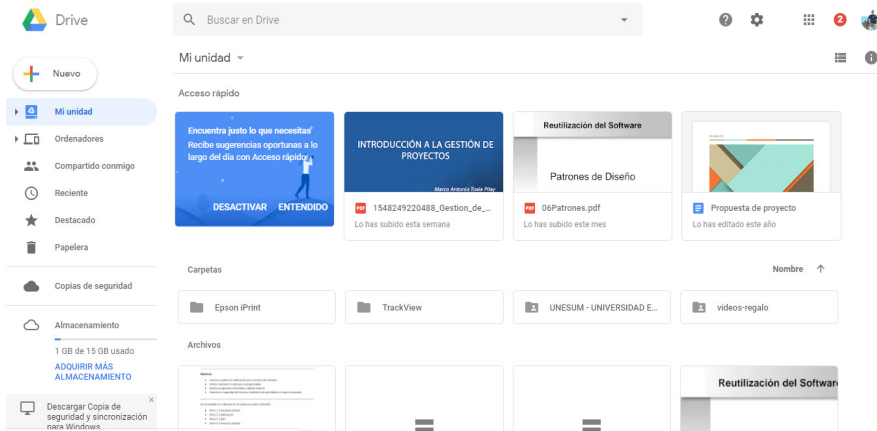 Drive
Buscar en Drive
2
Mi unidad
Nuevo
Acceso rápido
Mi unidad
Ordenadores
Compartido conmigo
Reciente
Destacado
Papelera
Copias de seguridad
Almacenamiento
1 GB de 15 GB usado
ADQUIRIR MÁS
ALMACENAMIENTO
Descargar Copia de
seguridad y sincronización
para Windows
Encuentra justo lo que necesitas
Recibe sugerencias oportunas a lo
largo del día con Acceso rápido
DESACTIVAR ENTENDIDO
INTRODUCCIÓN A LA GESTIÓN DE
PROYECTOS
Marco Antonio Toala Pilay
PDF 1548249220488_Gestion_de_...
Lo has subido esta semana
Reutilización del Software
Patrones de Diseño
PDF 06Patrones.pdf
Lo has subido este mes
Propuesta de proyecto
Lo has editado este año
Carpetas
Nombre
Epson iPrint
TrackView
UNESUM - UNIVERSIDAD E...
videos-regalo
Archivos
Reutilización del Software